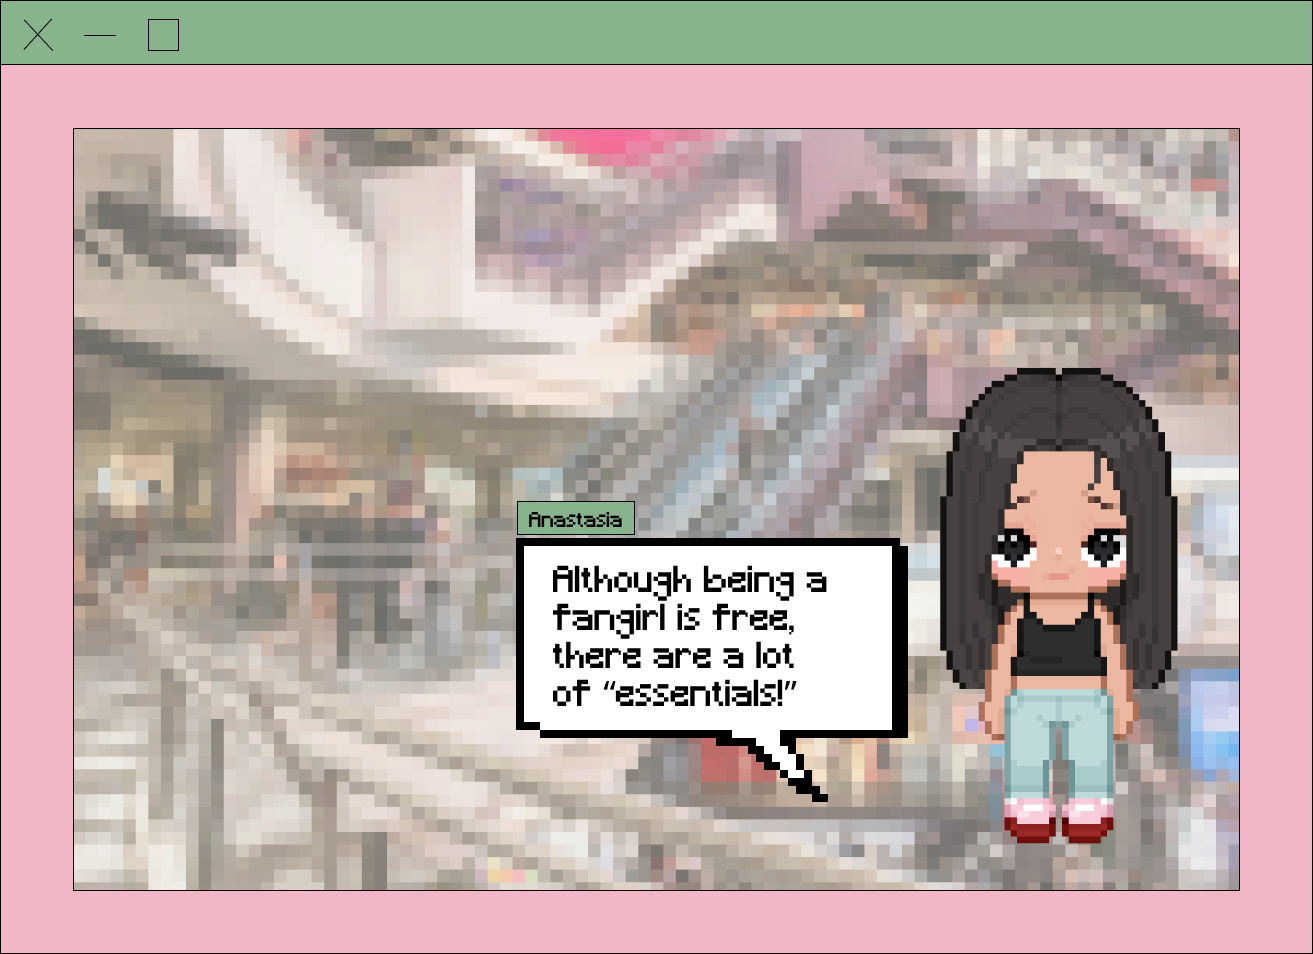 Anastasia
Although being a
fangirl is free,
there are a lot
of “essentials!”